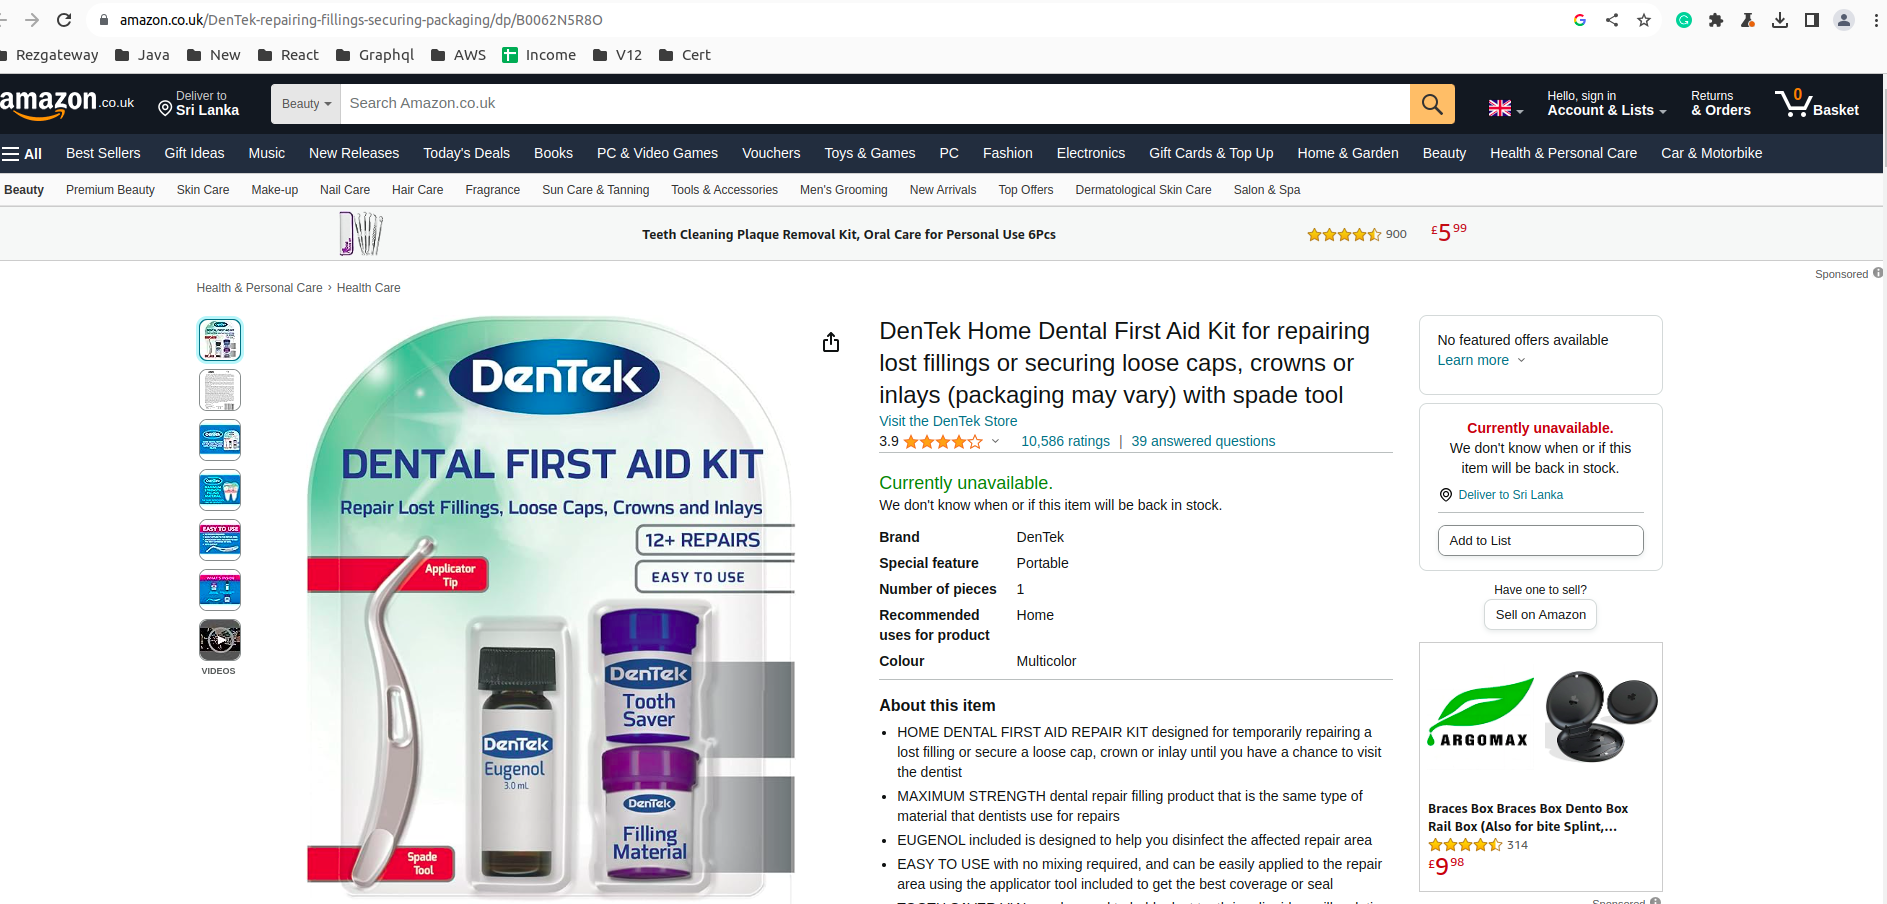 amazon.co.uk/DenTek-repairing-fillings-securing-packaging/dp/B0062N5R8O
Rezgateway Java New React Graphql AWS Income V12 Cert
amazon.co.uk
Deliver to
Sri Lanka
Beauty
Search Amazon.co.uk
Hello, sign in
Account & Lists
Returns
& Orders
0
Basket
All Best Sellers Gift Ideas Music New Releases Today's Deals Books PC & Video Games Vouchers Toys & Games PC Fashion Electronics Gift Cards & Top Up Home & Garden Beauty Health & Personal Care Car & Motorbike
Beauty Premium Beauty Skin Care Make-up Nail Care Hair Care Fragrance Sun Care & Tanning Tools & Accessories Men's Grooming New Arrivals Top Offers Dermatological Skin Care Salon & Spa
Teeth Cleaning Plaque Removal Kit, Oral Care for Personal Use 6Pcs
900
£5 99
Sponsored
Health & Personal Care › Health Care
EASY TO USE
VIDEOS
DenTek
DENTAL FIRST AID KIT
Repair Lost Fillings, Loose Caps, Crowns and Inlays
12+ REPAIRS
EASY TO USE
Applicator
Tip
DenTek
Eugenol
3.0 mL
DenTek
Tooth
Saver
DenTek
Filling
Material
Spade
Tool
DenTek Home Dental First Aid Kit for repairing
lost fillings or securing loose caps, crowns or
inlays (packaging may vary) with spade tool
Visit the DenTek Store
3.9 10,586 ratings | 39 answered questions
Currently unavailable.
We don't know when or if this item will be back in stock.
Brand DenTek
Special feature Portable
Number of pieces 1
Recommended Home
uses for product
Colour Multicolor
About this item
• HOME DENTAL FIRST AID REPAIR KIT designed for temporarily repairing a
lost filling or secure a loose cap, crown or inlay until you have a chance to visit
the dentist
• MAXIMUM STRENGTH dental repair filling product that is the same type of
material that dentists use for repairs
• EUGENOL included is designed to help you disinfect the affected repair area
• EASY TO USE with no mixing required, and can be easily applied to the repair
area using the applicator tool included to get the best coverage or seal
No featured offers available
Learn more
Currently unavailable.
We don't know when or if this
item will be back in stock.
Deliver to Sri Lanka
Add to List
Have one to sell?
Sell on Amazon
ARGOMAX
Braces Box Braces Box Dento Box
Rail Box (Also for bite Splint,...
314
£9 98
Sponsored